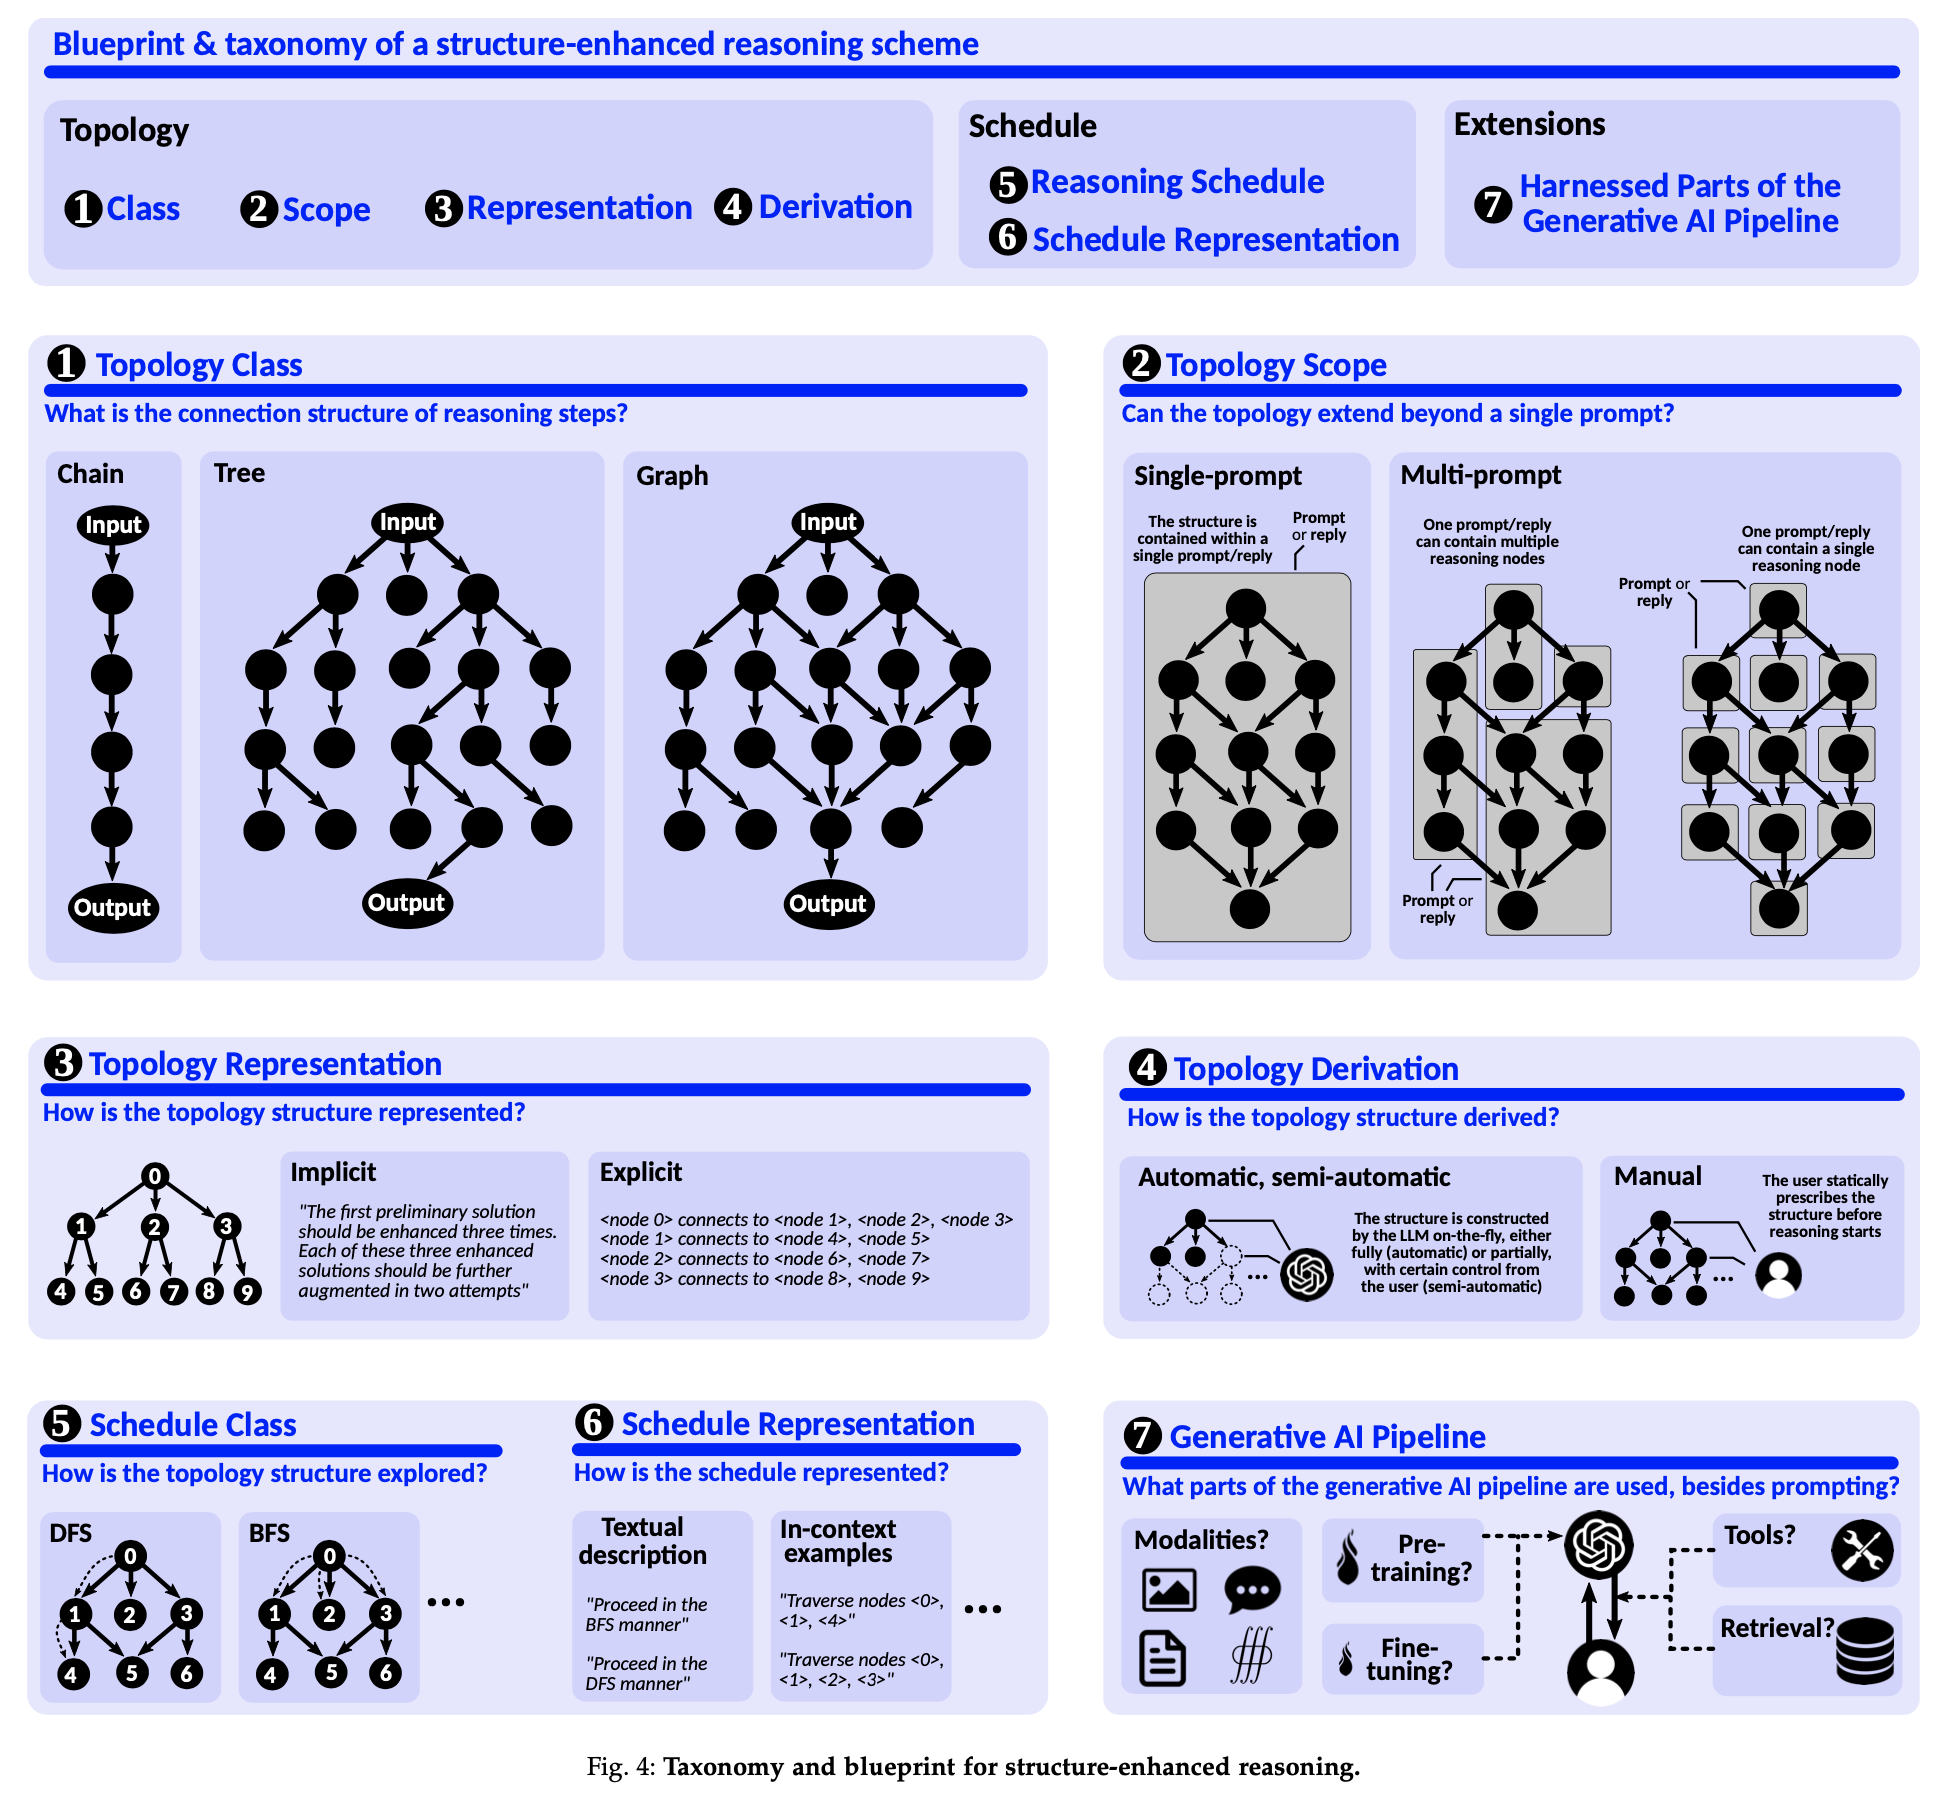 Blueprint & taxonomy of a structure-enhanced reasoning scheme
Topology
1 Class
2 Scope
3 Representation
4 Derivation
Schedule
5 Reasoning Schedule
6 Schedule Representation
Extensions
7 Harnessed Parts of the
Generative AI Pipeline
1 Topology Class
What is the connection structure of reasoning steps?
Chain
Input
Output
Tree
Input
Output
Graph
Input
Output
2 Topology Scope
Can the topology extend beyond a single prompt?
Single-prompt
The structure is
contained within a
single prompt/reply
Prompt
or reply
Multi-prompt
One prompt/reply
can contain multiple
reasoning nodes
One prompt/reply
can contain a single
reasoning node
Prompt or
reply
Prompt or
reply
3 Topology Representation
How is the topology structure represented?
0
1 2 3
4 5 6 7 8 9
Implicit
"The first preliminary solution
should be enhanced three times.
Each of these three enhanced
solutions should be further
augmented in two attempts"
Explicit
<node 0> connects to <node 1>, <node 2>, <node 3>
<node 1> connects to <node 4>, <node 5>
<node 2> connects to <node 6>, <node 7>
<node 3> connects to <node 8>, <node 9>
4 Topology Derivation
How is the topology structure derived?
Automatic, semi-automatic
...
The structure is constructed
by the LLM on-the-fly, either
fully (automatic) or partially,
with certain control from
the user (semi-automatic)
Manual
...
The user statically
prescribes the
structure before
reasoning starts
5 Schedule Class
How is the topology structure explored?
DFS
0
1 2 3
4 5 6
BFS
0
1 2 3
4 5 6
...
6 Schedule Representation
How is the schedule represented?
Textual
description
"Proceed in the
BFS manner"
"Proceed in the
DFS manner"
In-context
examples
"Traverse nodes <0>,
<1>, <4>"
"Traverse nodes <0>,
<1>, <2>, <3>"
...
7 Generative AI Pipeline
What parts of the generative AI pipeline are used, besides prompting?
Modalities?
∰
Pre-
training?
Fine-
tuning?
Tools?
Retrieval?
Fig. 4: Taxonomy and blueprint for structure-enhanced reasoning.